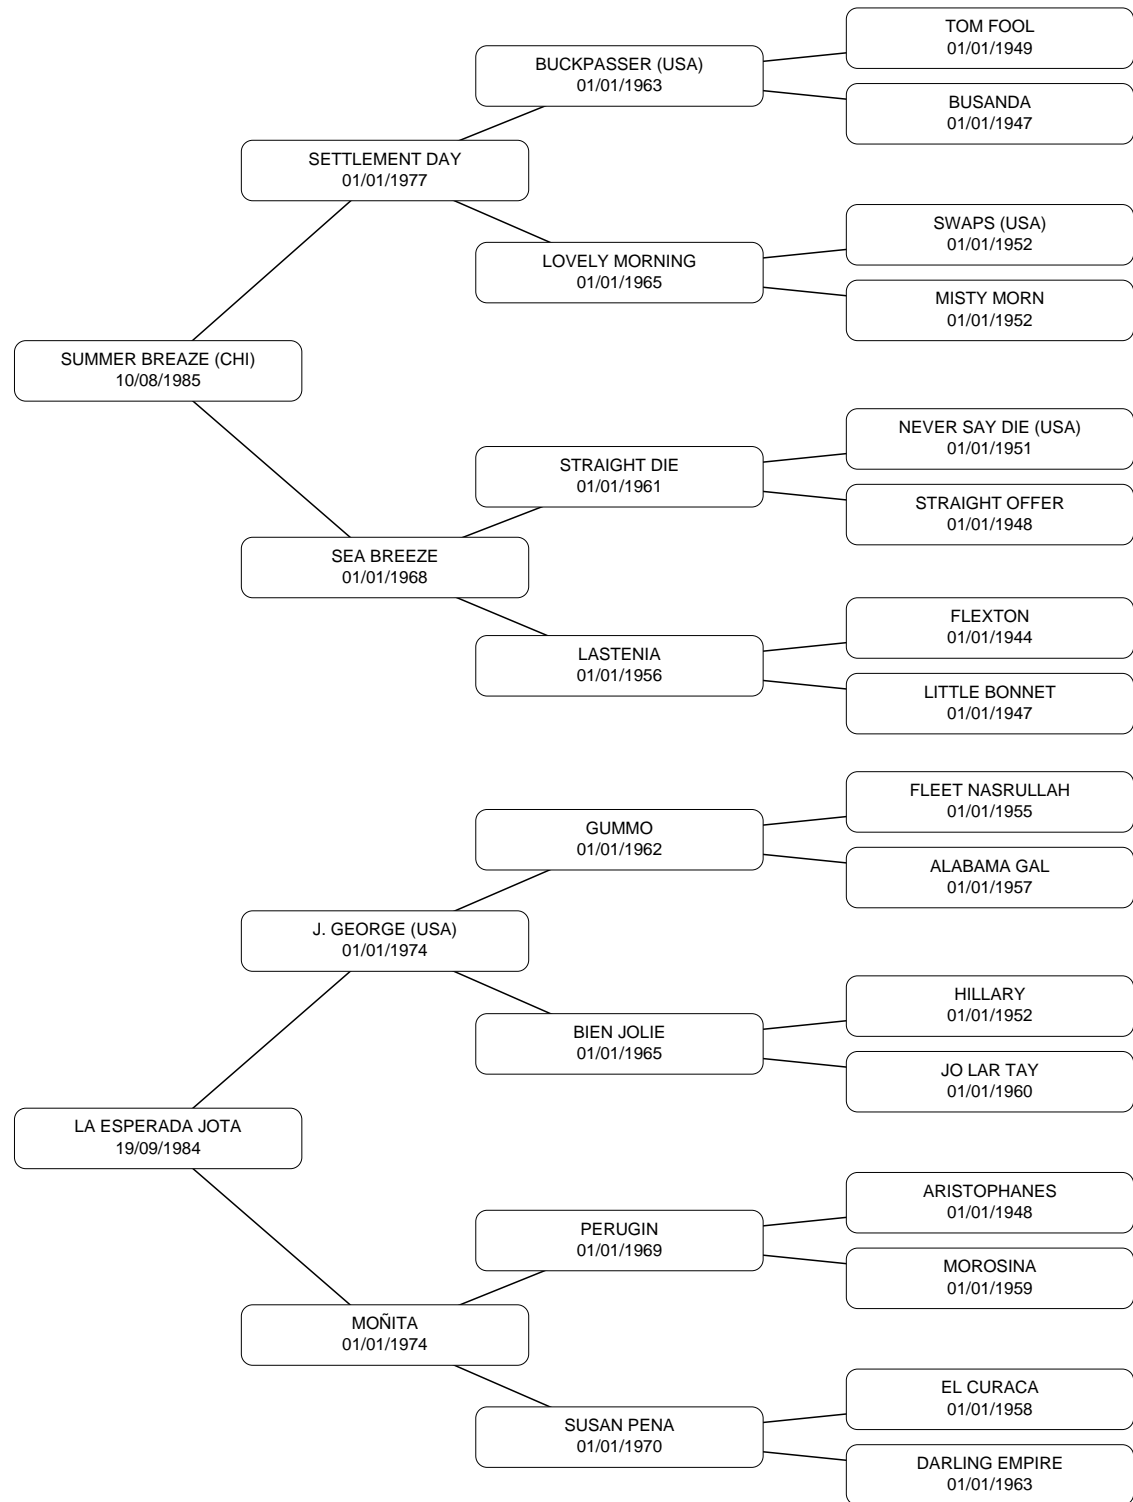 TOM FOOL
01/01/1949
BUCKPASSER (USA)
01/01/1963
BUSANDA
01/01/1947
SETTLEMENT DAY
01/01/1977
SWAPS (USA)
01/01/1952
LOVELY MORNING
01/01/1965
MISTY MORN
01/01/1952
SUMMER BREAZE (CHI)
10/08/1985
NEVER SAY DIE (USA)
01/01/1951
STRAIGHT DIE
01/01/1961
STRAIGHT OFFER
01/01/1948
SEA BREEZE
01/01/1968
FLEXTON
01/01/1944
LASTENIA
01/01/1956
LITTLE BONNET
01/01/1947
FLEET NASRULLAH
01/01/1955
GUMMO
01/01/1962
ALABAMA GAL
01/01/1957
J. GEORGE (USA)
01/01/1974
HILLARY
01/01/1952
BIEN JOLIE
01/01/1965
JO LAR TAY
01/01/1960
LA ESPERADA JOTA
19/09/1984
ARISTOPHANES
01/01/1948
PERUGIN
01/01/1969
MOROSINA
01/01/1959
MOÑITA
01/01/1974
EL CURACA
01/01/1958
SUSAN PENA
01/01/1970
DARLING EMPIRE
01/01/1963